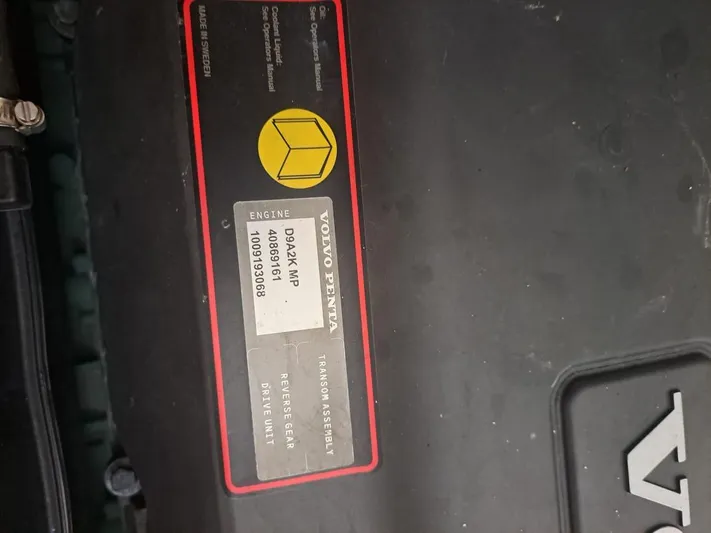 Oil:
See Operators Manual
Coolant Liquid:
See Operators Manual
MADE IN SWEDEN
VOLVO PENTA
ENGINE
D9A2K MP
40869161
1009193068
TRANSOM ASSEMBLY
REVERSE GEAR
DRIVE UNIT
V